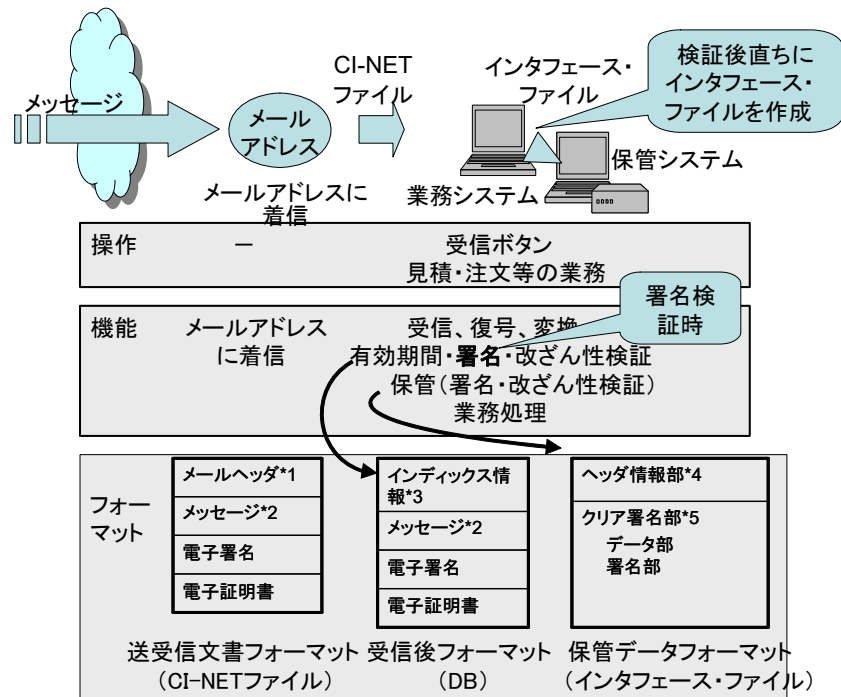 メッセージ
メール
アドレス
メールアドレスに
着信
CI-NET
ファイル
インタフェース・
ファイル
検証後直ちに
インタフェース・
ファイルを作成
保管システム
業務システム
操作
－
受信ボタン
見積・注文等の業務
署名検
証時
機能
メールアドレス
に着信
受信、復号、変換
有効期間・署名・改ざん性検証
保管（署名・改ざん性検証）
業務処理
フォー
マット
メールヘッダ*1
メッセージ*2
電子署名
電子証明書
送受信文書フォーマット
（CI-NETファイル）
インディックス情
報*3
メッセージ*2
電子署名
電子証明書
受信後フォーマット
（DB）
ヘッダ情報部*4
クリア署名部*5
データ部
署名部
保管データフォーマット
（インタフェース・ファイル）